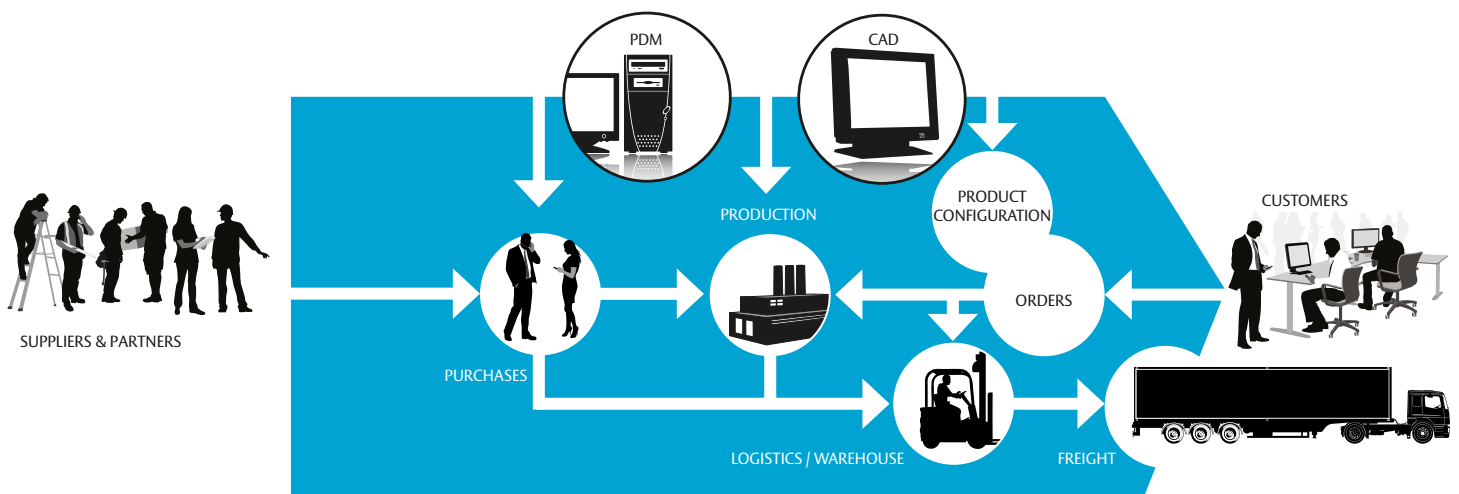 PDM
CAD
PRODUCT
CONFIGURATION
CUSTOMERS
PRODUCTION
ORDERS
SUPPLIERS & PARTNERS
PURCHASES
LOGISTICS / WAREHOUSE
FREIGHT